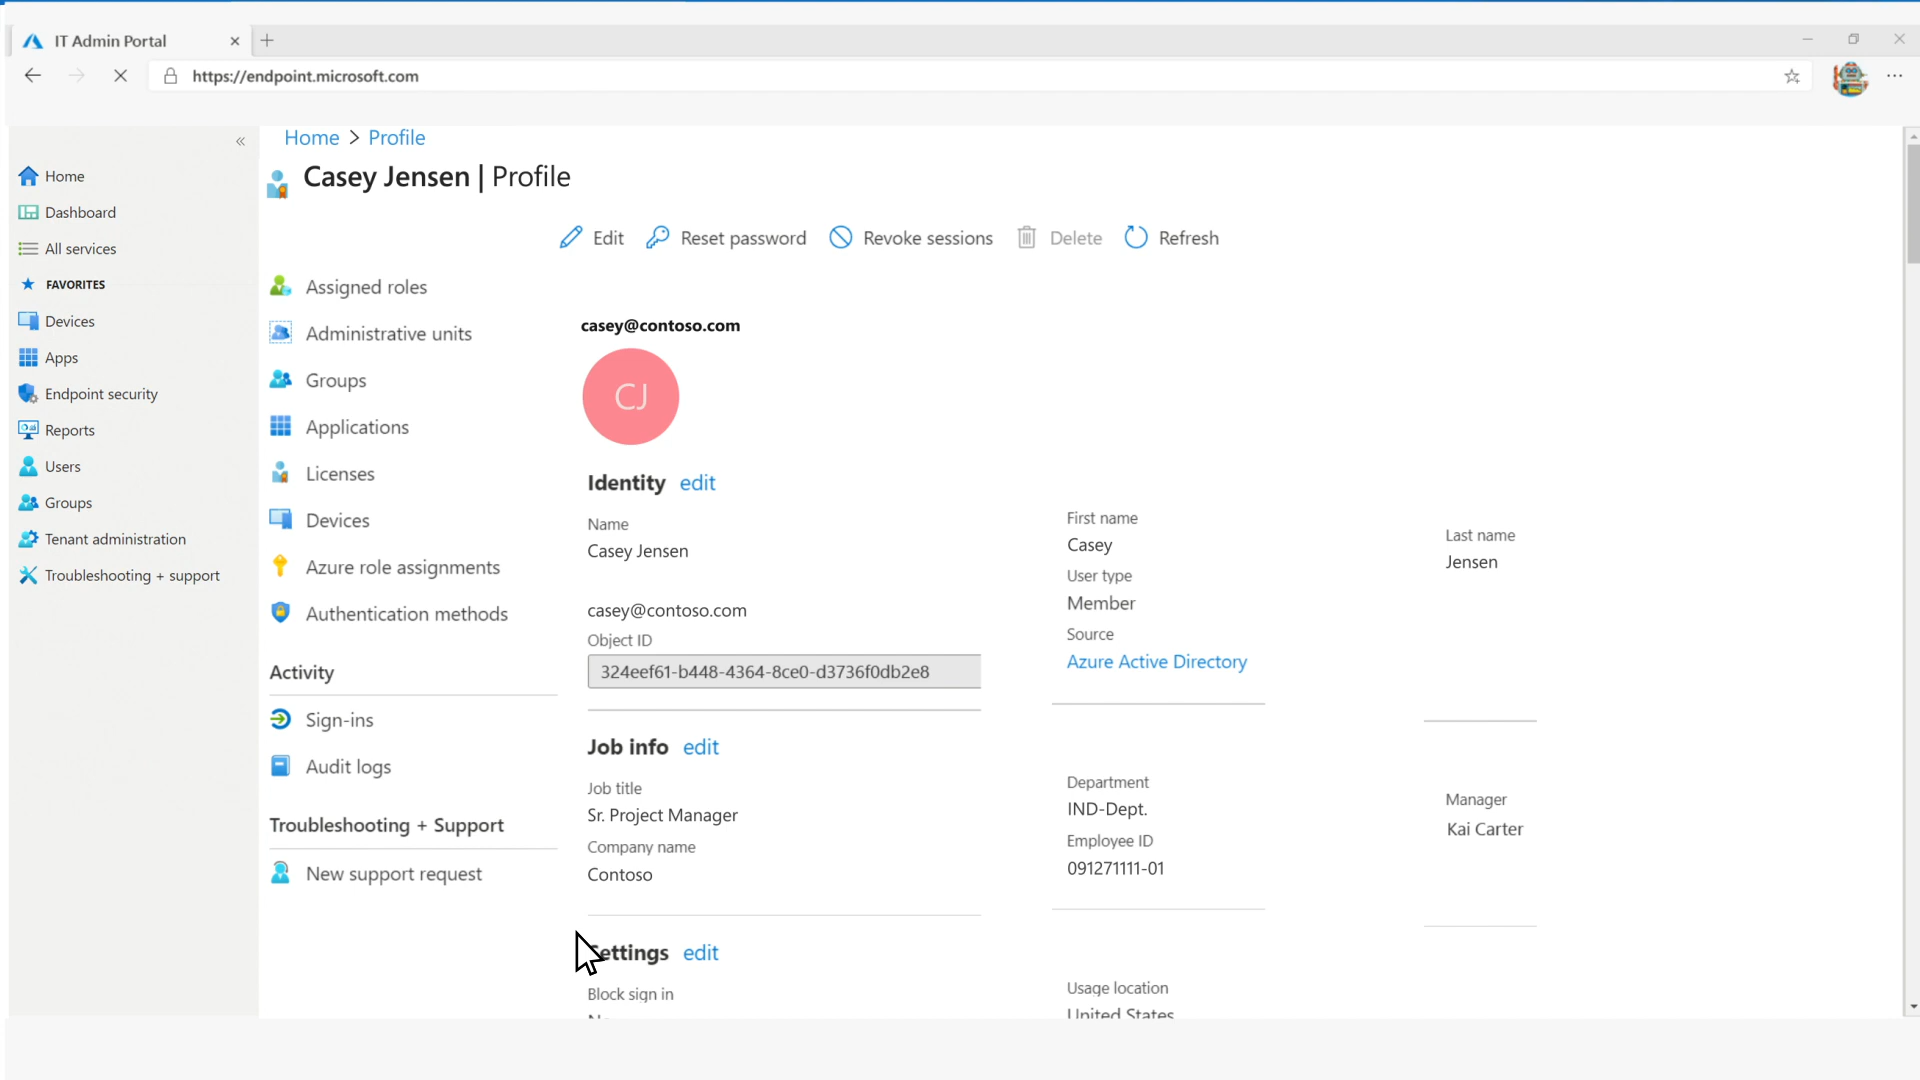 IT Admin Portal
https://endpoint.microsoft.com
Home > Profile
Casey Jensen | Profile
Home
Dashboard
All services
FAVORITES
Devices
Apps
Endpoint security
Reports
Users
Groups
Tenant administration
Troubleshooting + support
Edit
Reset password
Revoke sessions
Delete
Refresh
Assigned roles
Administrative units
Groups
Applications
Licenses
Devices
Azure role assignments
Authentication methods
Activity
Sign-ins
Audit logs
Troubleshooting + Support
New support request
casey@contoso.com
CJ
Identity edit
Name
Casey Jensen
casey@contoso.com
Object ID
324eef61-b448-4364-8ce0-d3736f0db2e8
First name
Casey
User type
Member
Source
Azure Active Directory
Last name
Jensen
Job info edit
Job title
Sr. Project Manager
Company name
Contoso
Department
IND-Dept.
Employee ID
091271111-01
Manager
Kai Carter
Settings edit
Block sign in
Usage location
United States